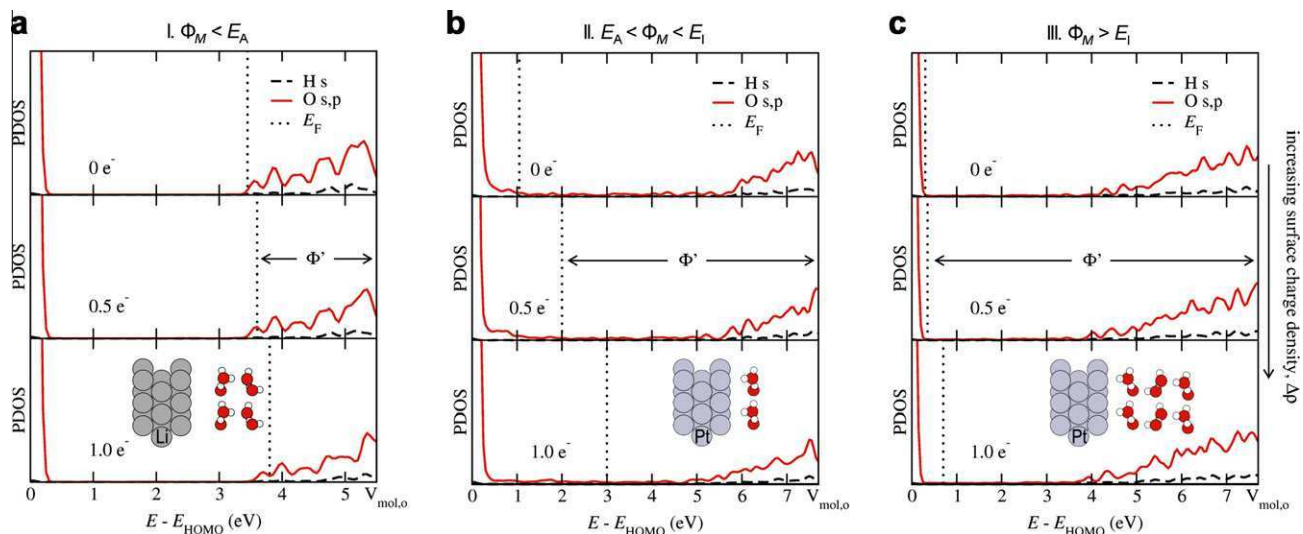 a
I. Φ_M < E_A
PDOS
H s
O s,p
E_F
0 e⁻
PDOS
Φ’
0.5 e⁻
PDOS
Li
1.0 e⁻
0 1 2 3 4 5 V_mol,o
E - E_HOMO (eV)
b
II. E_A < Φ_M < E_I
PDOS
H s
O s,p
E_F
0 e⁻
PDOS
Φ’
0.5 e⁻
PDOS
Pt
1.0 e⁻
0 1 2 3 4 5 6 7 V_mol,o
E - E_HOMO (eV)
c
III. Φ_M > E_I
PDOS
H s
O s,p
E_F
0 e⁻
PDOS
Φ’
0.5 e⁻
PDOS
Pt
1.0 e⁻
0 1 2 3 4 5 6 7 V_mol,o
E - E_HOMO (eV)
increasing surface charge density, Δρ